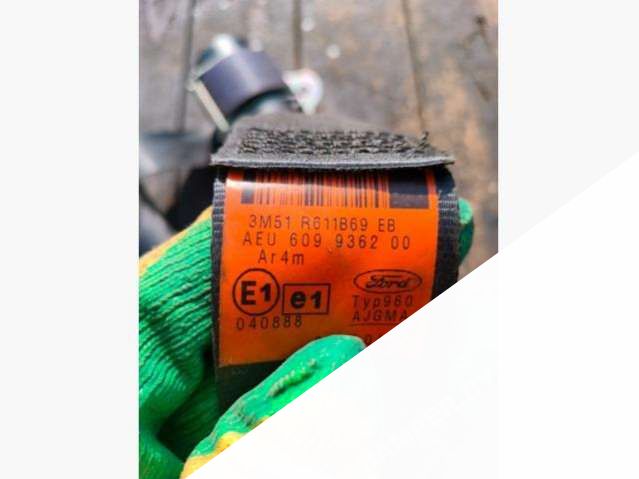 3M51 R611B69 EB
AEU 609 9362 00
Ar4m
Ford
E1 e1
Typ960
040888 AJGMA